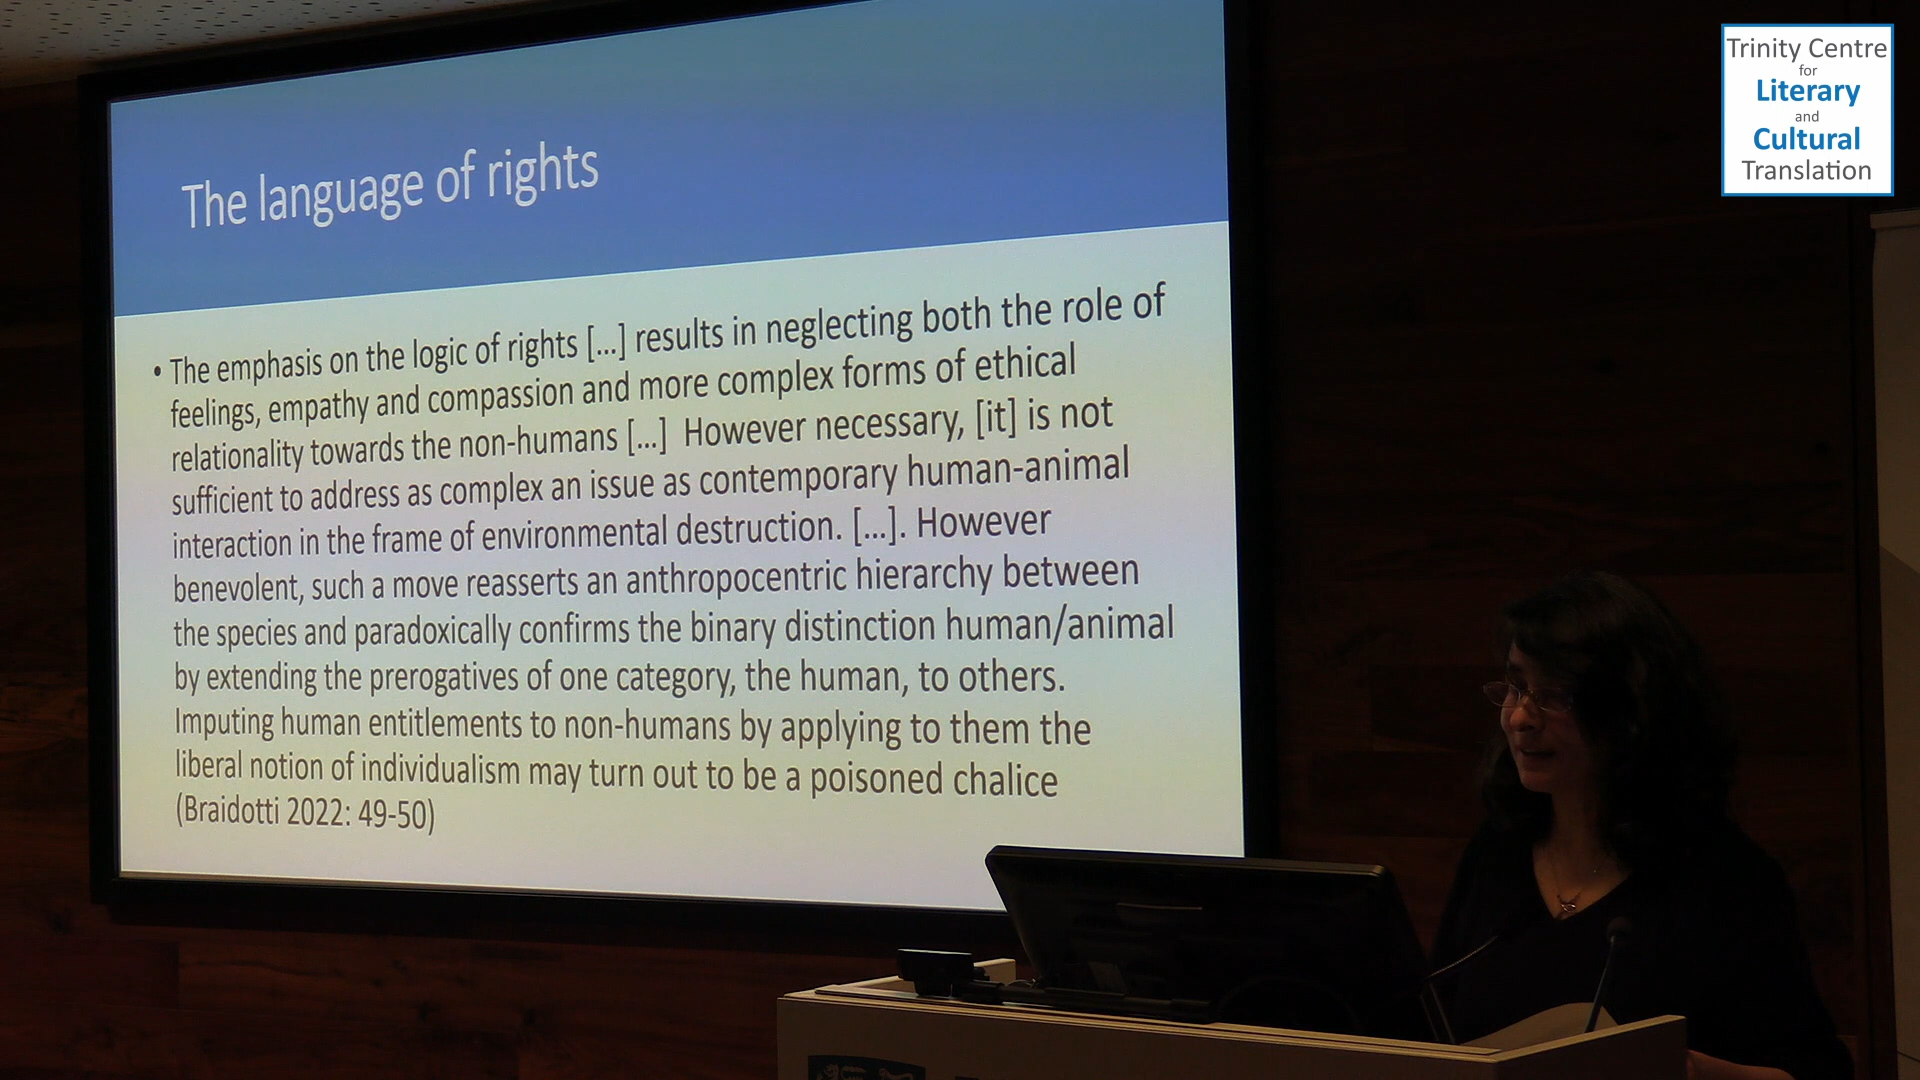 The language of rights
• The emphasis on the logic of rights [...] results in neglecting both the role of
feelings, empathy and compassion and more complex forms of ethical
relationality towards the non-humans [...] However necessary, [it] is not
sufficient to address as complex an issue as contemporary human-animal
interaction in the frame of environmental destruction. [...]. However
benevolent, such a move reasserts an anthropocentric hierarchy between
the species and paradoxically confirms the binary distinction human/animal
by extending the prerogatives of one category, the human, to others.
Imputing human entitlements to non-humans by applying to them the
liberal notion of individualism may turn out to be a poisoned chalice
(Braidotti 2022: 49-50)
Trinity Centre
for
Literary
and
Cultural
Translation